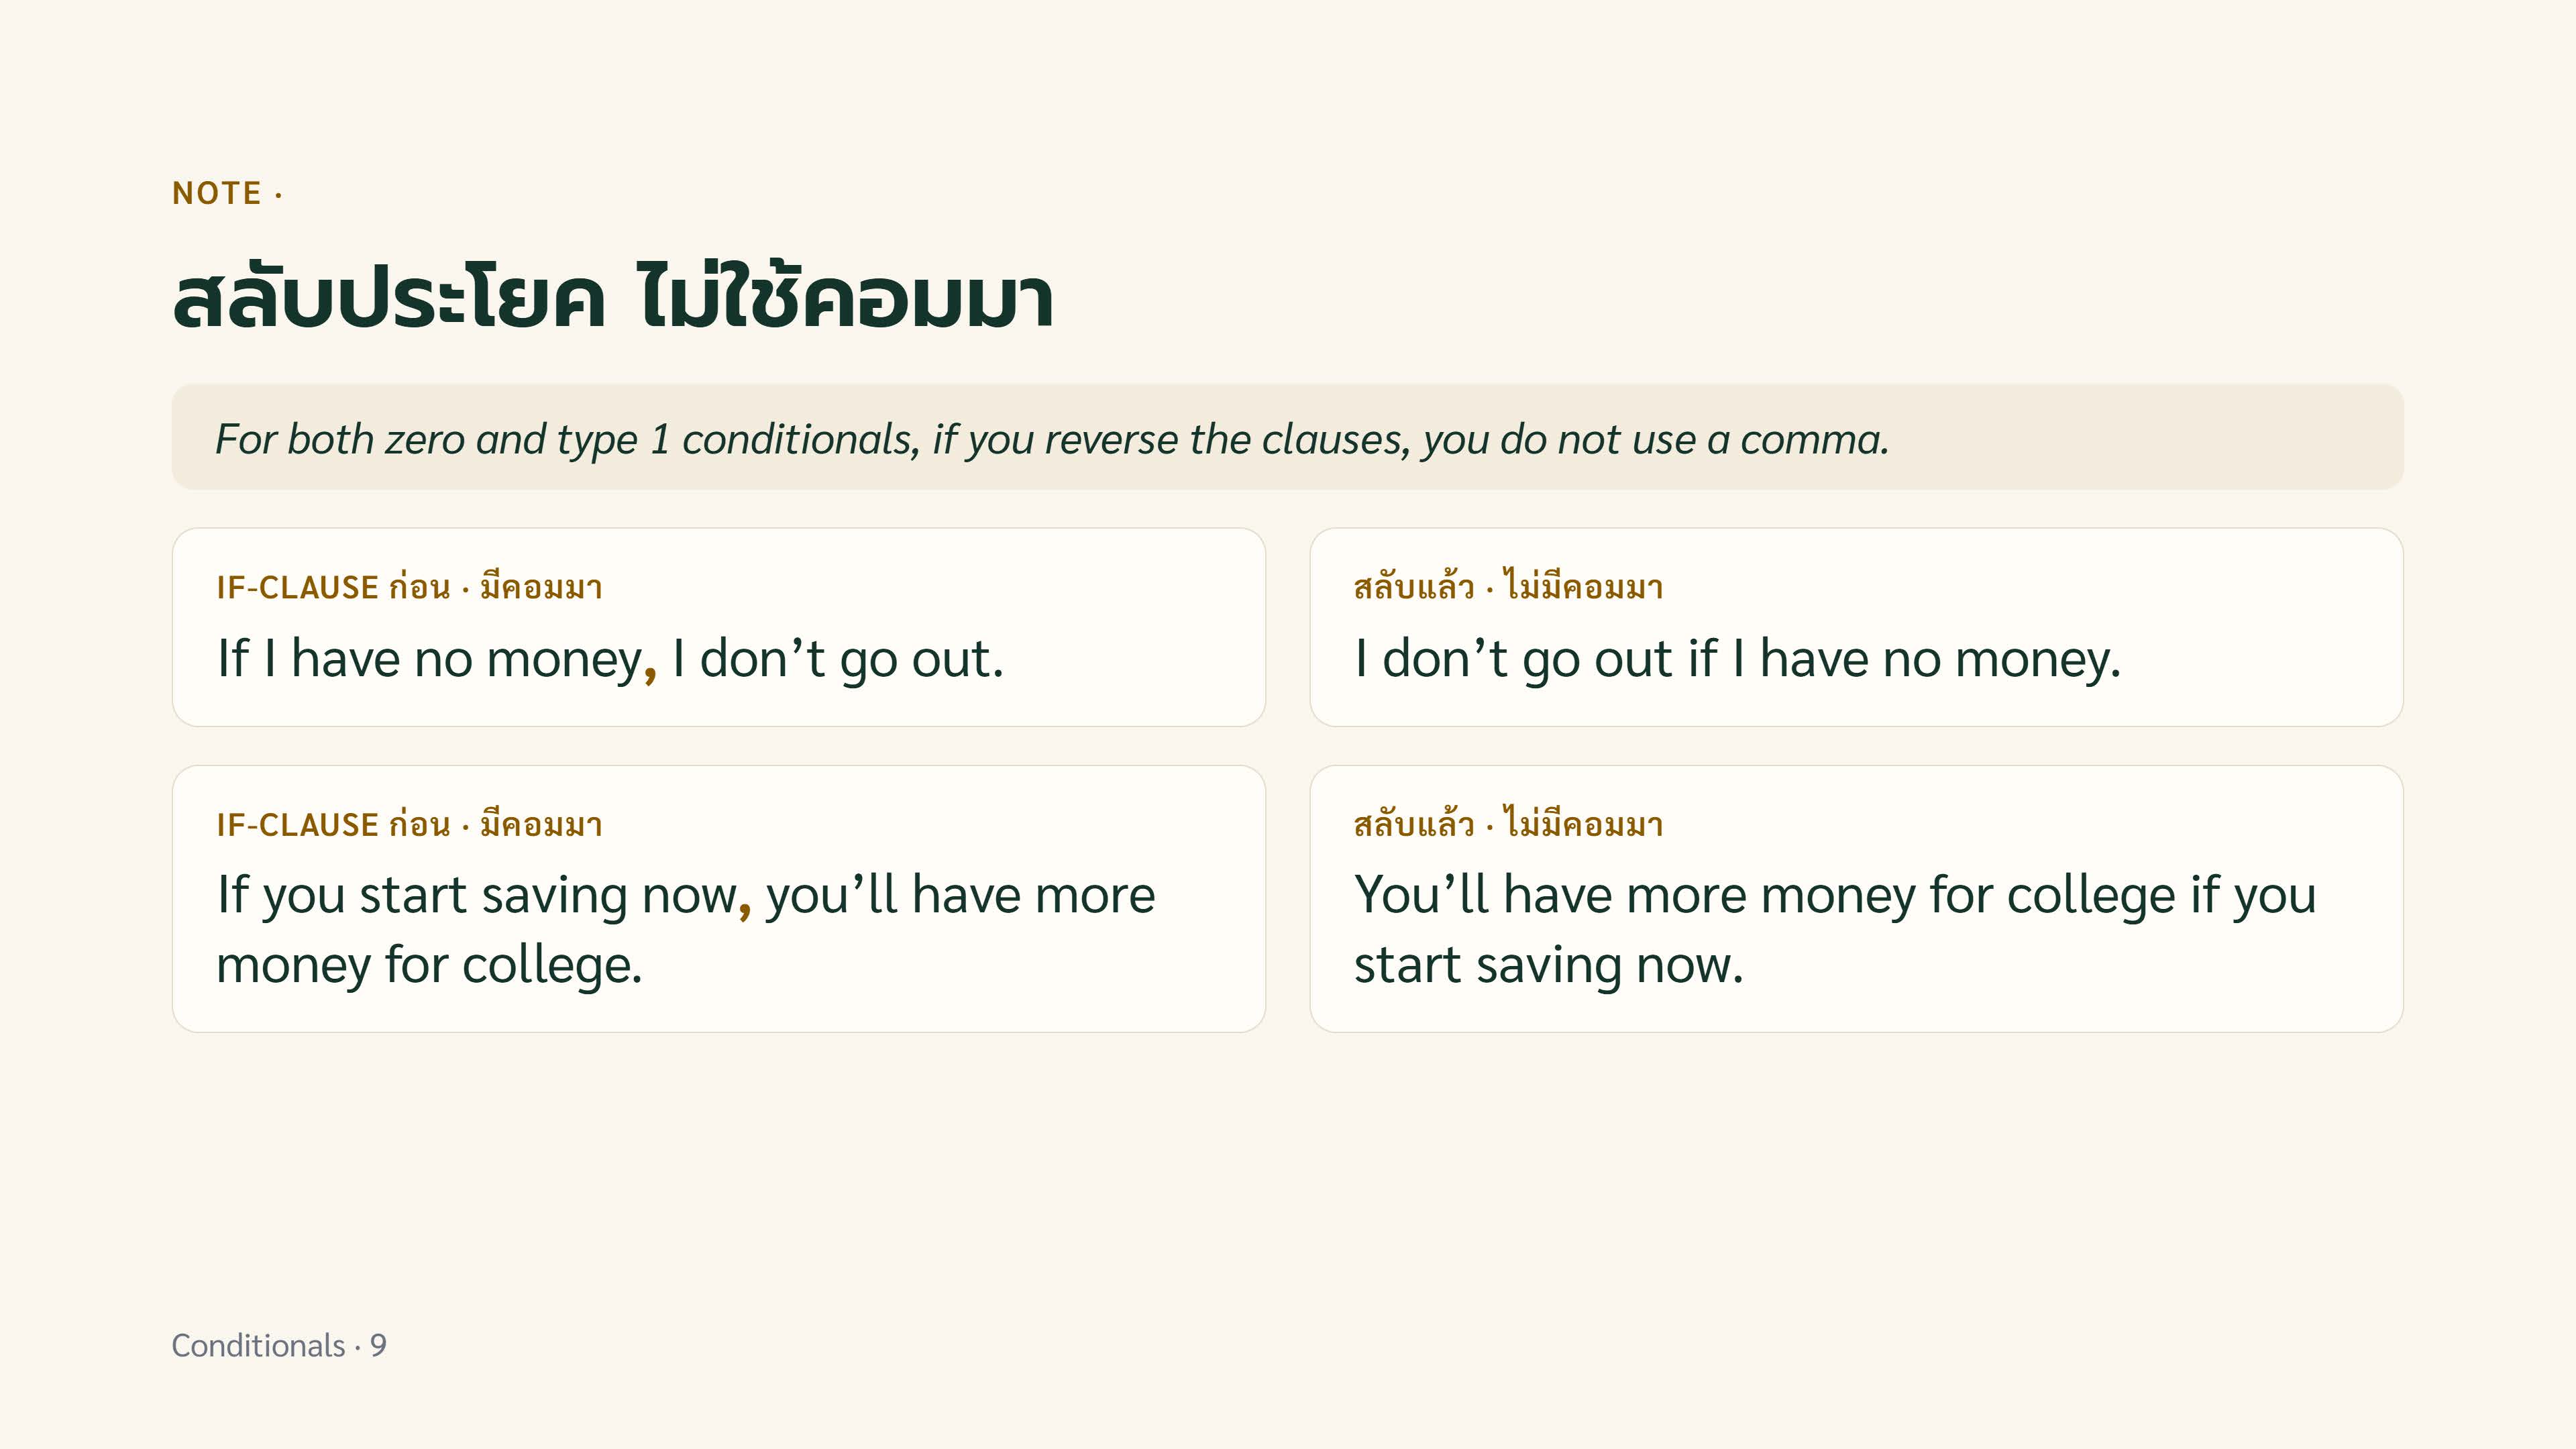 NOTE ·
สลับประโยค ไม่ใช้คอมมา
For both zero and type 1 conditionals, if you reverse the clauses, you do not use a comma.
IF-CLAUSE ก่อน · มีคอมมา
If I have no money, I don’t go out.
สลับแล้ว · ไม่มีคอมมา
I don’t go out if I have no money.
IF-CLAUSE ก่อน · มีคอมมา
If you start saving now, you’ll have more
money for college.
สลับแล้ว · ไม่มีคอมมา
You’ll have more money for college if you
start saving now.
Conditionals · 9